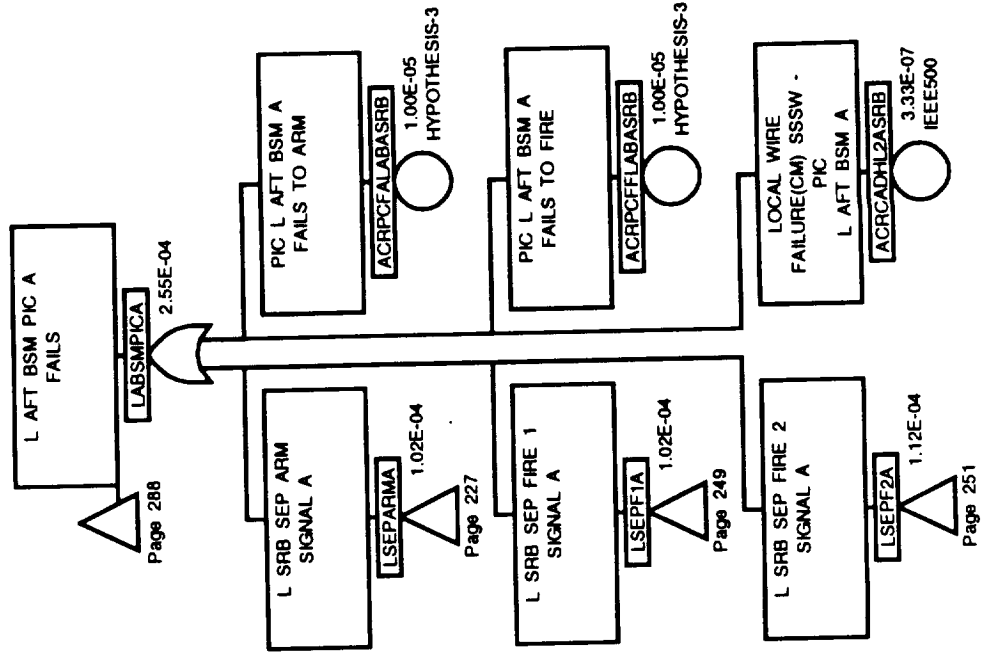 L AFT BSM PIC A
FAILS
LABSMPICA
2.55E-04
Page 288
L SRB SEP ARM
SIGNAL A
LSEPARMA
1.02E-04
Page 227
PIC L AFT BSM A
FAILS TO ARM
ACRPCFALABASRB
1.00E-05
HYPOTHESIS-3
L SRB SEP FIRE 1
SIGNAL A
LSEPF1A
1.02E-04
Page 249
PIC L AFT BSM A
FAILS TO FIRE
ACRPCFFLABASRB
1.00E-05
HYPOTHESIS-3
L SRB SEP FIRE 2
SIGNAL A
LSEPF2A
1.12E-04
Page 251
LOCAL WIRE
FAILURE(CM) SSSW -
PIC
L AFT BSM A
ACRCADHL2ASRB
3.33E-07
IEEE500